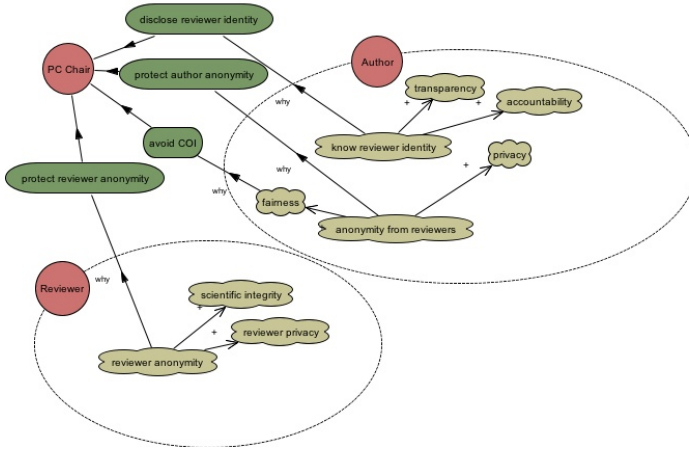 disclose reviewer identity
PC Chair
Author
protect author anonymity
transparency
why
+
+
accountability
avoid COI
know reviewer identity
privacy
why
+
protect reviewer anonymity
why
fairness
anonymity from reviewers
why
Reviewer
scientific integrity
+
+
reviewer privacy
reviewer anonymity